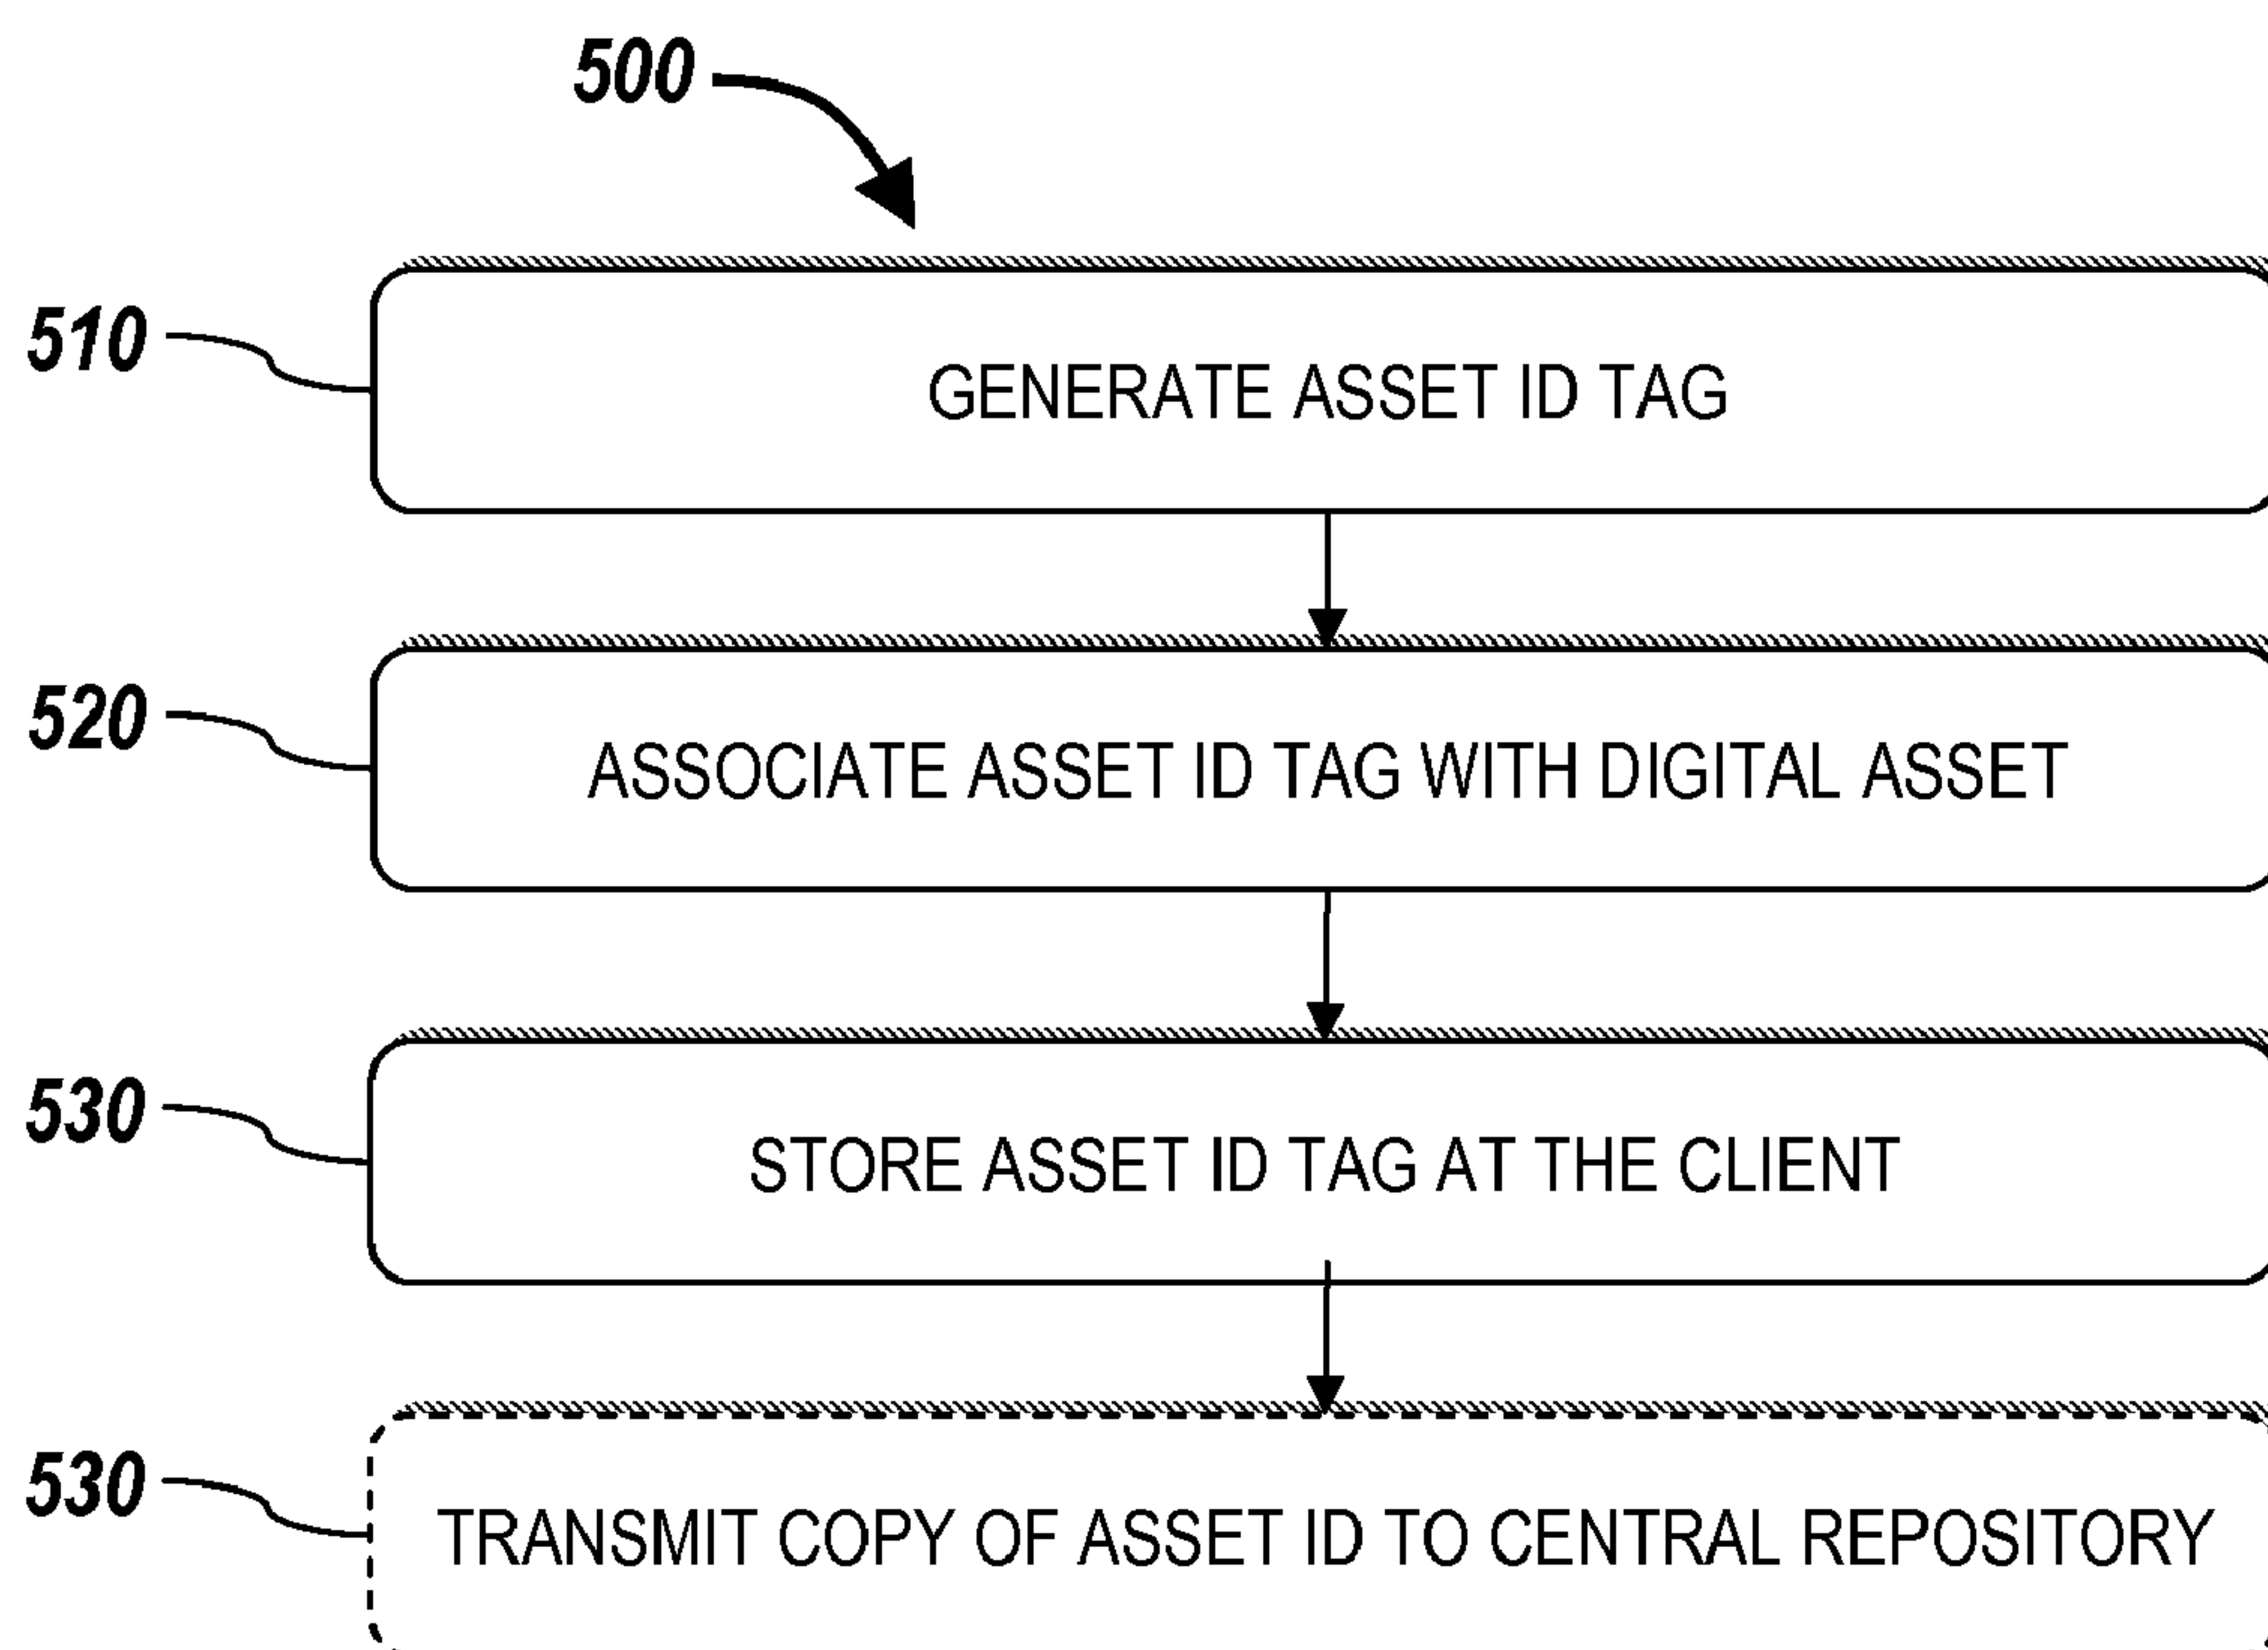 500
510
GENERATE ASSET ID TAG
520
ASSOCIATE ASSET ID TAG WITH DIGITAL ASSET
530
STORE ASSET ID TAG AT THE CLIENT
530
TRANSMIT COPY OF ASSET ID TO CENTRAL REPOSITORY